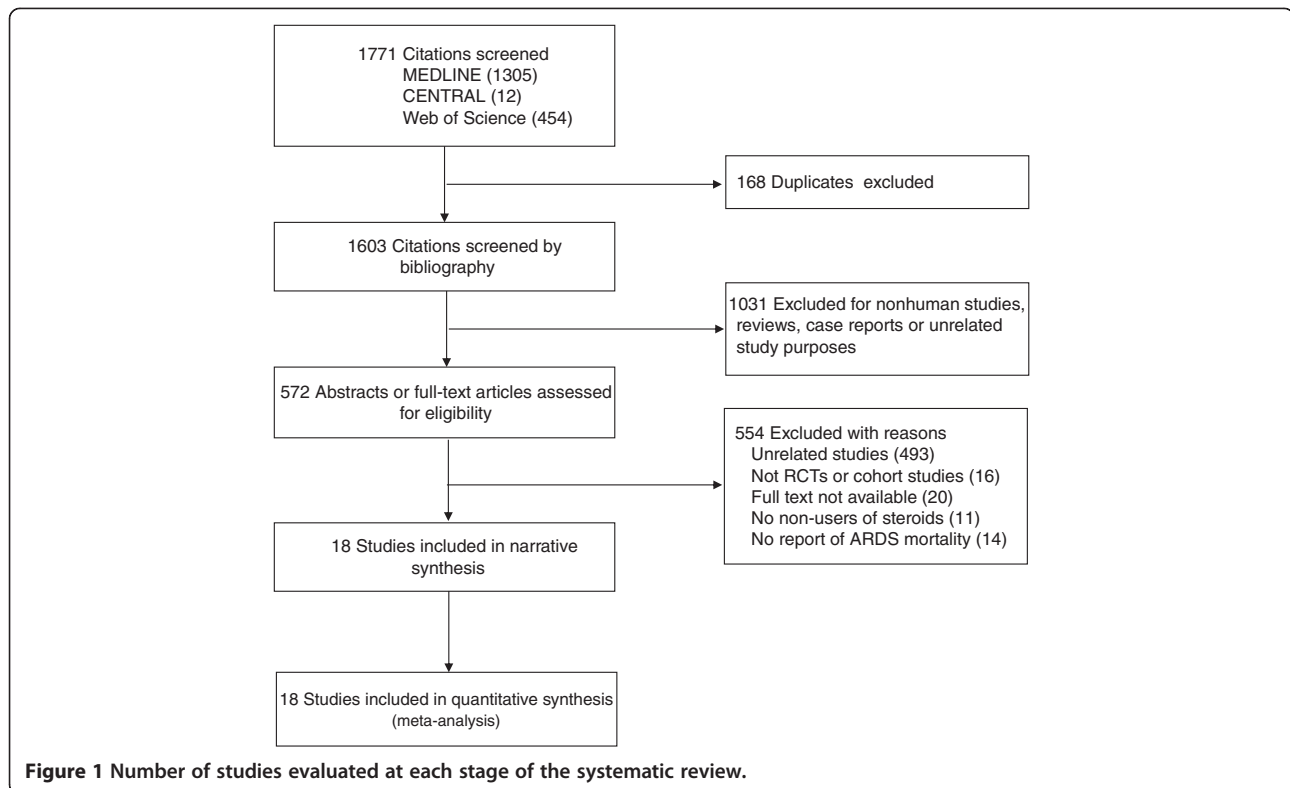 1771 Citations screened
MEDLINE (1305)
CENTRAL (12)
Web of Science (454)
168 Duplicates excluded
1603 Citations screened by
bibliography
1031 Excluded for nonhuman studies,
reviews, case reports or unrelated
study purposes
572 Abstracts or full-text articles assessed
for eligibility
554 Excluded with reasons
Unrelated studies (493)
Not RCTs or cohort studies (16)
Full text not available (20)
No non-users of steroids (11)
No report of ARDS mortality (14)
18 Studies included in narrative
synthesis
18 Studies included in quantitative synthesis
(meta-analysis)
Figure 1 Number of studies evaluated at each stage of the systematic review.